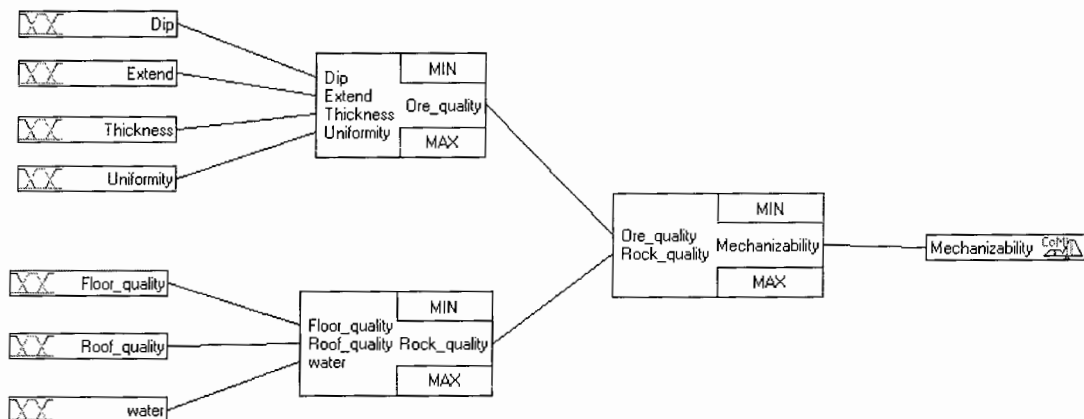 Dip
Extend
Thickness
Uniformity
MIN
Dip
Extend
Thickness
Uniformity
Ore_quality
MAX
Floor_quality
Roof_quality
water
MIN
Floor_quality
Roof_quality
water
Rock_quality
MAX
MIN
Ore_quality
Rock_quality
Mechanizability
MAX
Mechanizability
CoM